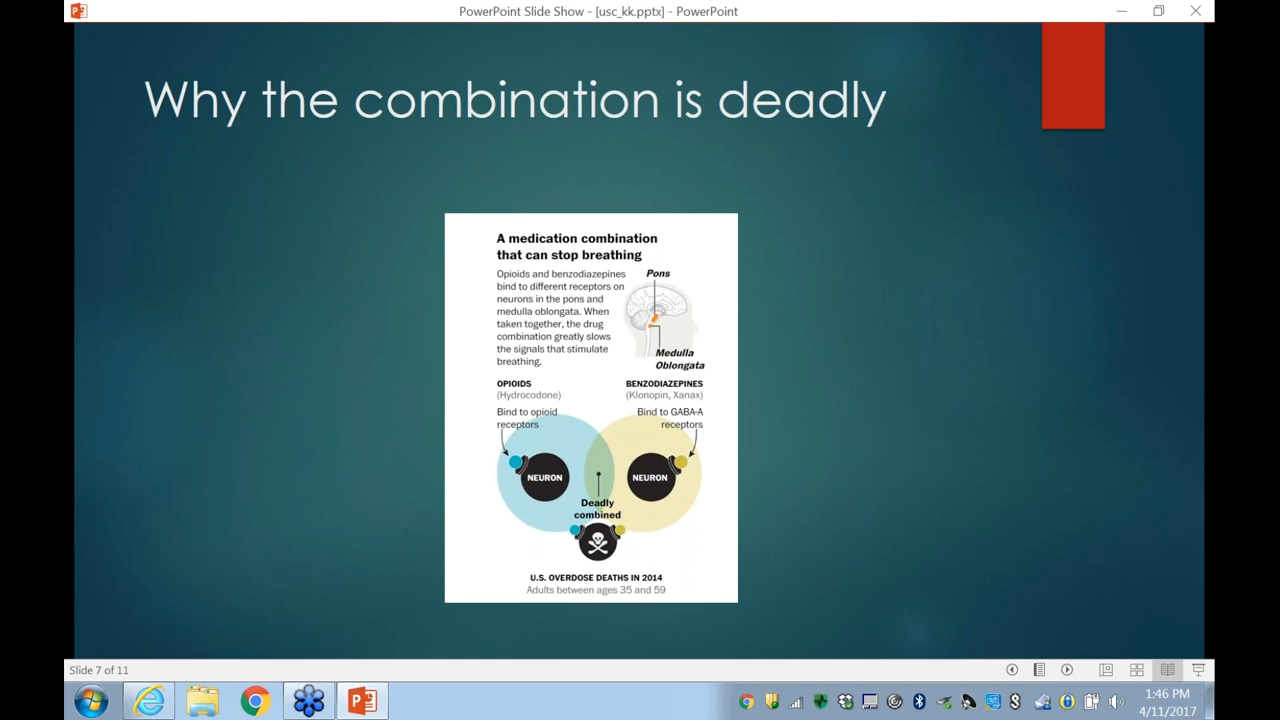 PowerPoint Slide Show - [usc_kk.pptx] - PowerPoint
Why the combination is deadly
A medication combination
that can stop breathing
Opioids and benzodiazepines
bind to different receptors on
neurons in the pons and
medulla oblongata. When
taken together, the drug
combination greatly slows
the signals that stimulate
breathing.
Pons
Medulla
Oblongata
OPIOIDS
(Hydrocodone)
Bind to opioid
receptors
BENZODIAZEPINES
(Klonopin, Xanax)
Bind to GABA-A
receptors
NEURON
NEURON
Deadly
combined
U.S. OVERDOSE DEATHS IN 2014
Adults between ages 35 and 59
Slide 7 of 11
1:46 PM
4/11/2017